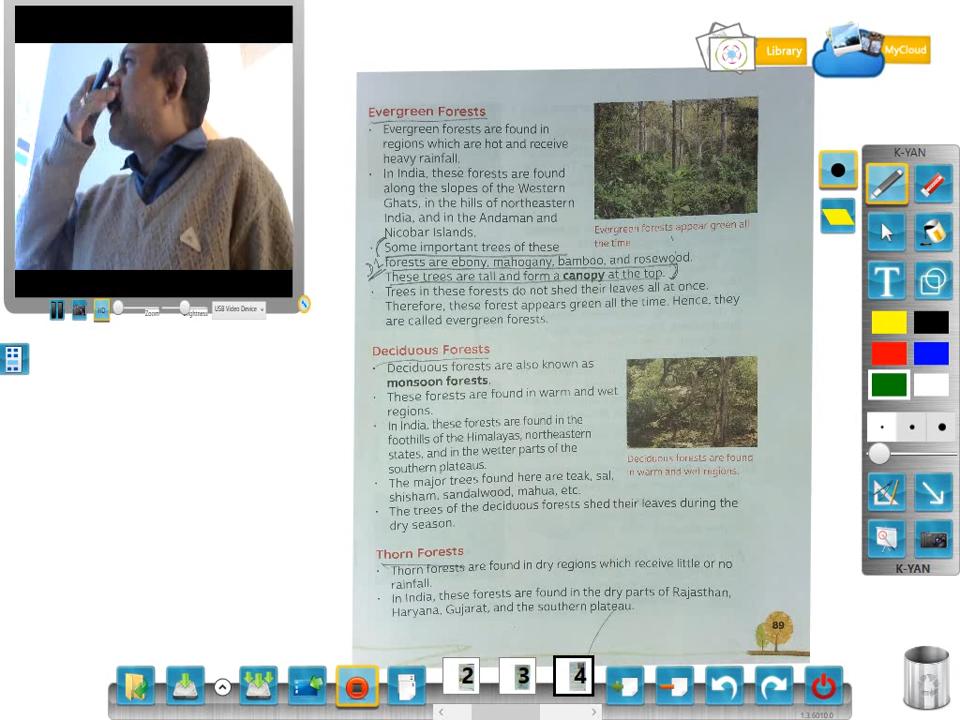 Library
MyCloud
K-YAN
Evergreen Forests
• Evergreen forests are found in
regions which are hot and receive
heavy rainfall.
• In India, these forests are found
along the slopes of the Western
Ghats, in the hills of northeastern
India, and in the Andaman and
Nicobar Islands.
Evergreen forests appear green all
the time
• Some important trees of these
forests are ebony, mahogany, bamboo, and rosewood.
These trees are tall and form a canopy at the top.
• Trees in these forests do not shed their leaves all at once.
Therefore, these forest appears green all the time. Hence, they
are called evergreen forests.
Deciduous Forests
• Deciduous forests are also known as
monsoon forests.
• These forests are found in warm and wet
regions.
• In India, these forests are found in the
foothills of the Himalayas, northeastern
states, and in the wetter parts of the
southern plateaus.
Deciduous forests are found
in warm and wet regions.
• The major trees found here are teak, sal,
shisham, sandalwood, mahua, etc.
• The trees of the deciduous forests shed their leaves during the
dry season.
Thorn Forests
• Thorn forests are found in dry regions which receive little or no
rainfall.
• In India, these forests are found in the dry parts of Rajasthan,
Haryana, Gujarat, and the southern plateau.
89
HQ
Zoom
Brightness
USB Video Device
T
K-YAN
2
3
4
1.3.6010.0